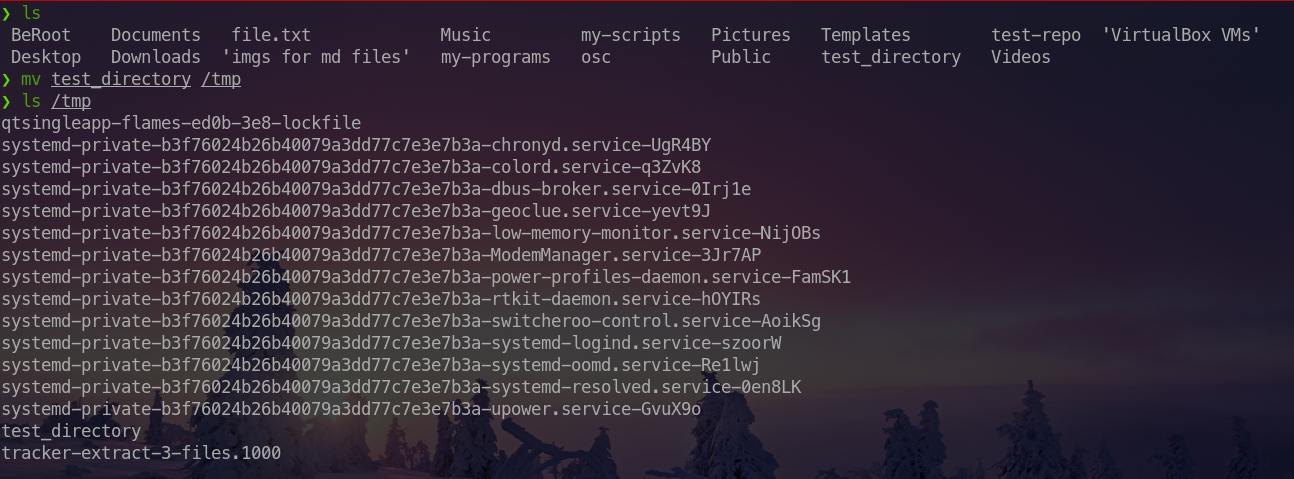 ❯ ls
BeRoot Documents file.txt Music my-scripts Pictures Templates test-repo 'VirtualBox VMs'
Desktop Downloads 'imgs for md files' my-programs osc Public test_directory Videos
❯ mv test_directory /tmp
❯ ls /tmp
qtsingleapp-flames-ed0b-3e8-lockfile
systemd-private-b3f76024b26b40079a3dd77c7e3e7b3a-chronyd.service-UgR4BY
systemd-private-b3f76024b26b40079a3dd77c7e3e7b3a-colord.service-q3ZvK8
systemd-private-b3f76024b26b40079a3dd77c7e3e7b3a-dbus-broker.service-0Irj1e
systemd-private-b3f76024b26b40079a3dd77c7e3e7b3a-geoclue.service-yevt9J
systemd-private-b3f76024b26b40079a3dd77c7e3e7b3a-low-memory-monitor.service-NijOBs
systemd-private-b3f76024b26b40079a3dd77c7e3e7b3a-ModemManager.service-3Jr7AP
systemd-private-b3f76024b26b40079a3dd77c7e3e7b3a-power-profiles-daemon.service-FamSK1
systemd-private-b3f76024b26b40079a3dd77c7e3e7b3a-rtkit-daemon.service-hOYIRs
systemd-private-b3f76024b26b40079a3dd77c7e3e7b3a-switcheroo-control.service-AoikSg
systemd-private-b3f76024b26b40079a3dd77c7e3e7b3a-systemd-logind.service-szoorW
systemd-private-b3f76024b26b40079a3dd77c7e3e7b3a-systemd-oomd.service-Re1lwj
systemd-private-b3f76024b26b40079a3dd77c7e3e7b3a-systemd-resolved.service-0en8LK
systemd-private-b3f76024b26b40079a3dd77c7e3e7b3a-upower.service-GvuX9o
test_directory
tracker-extract-3-files.1000